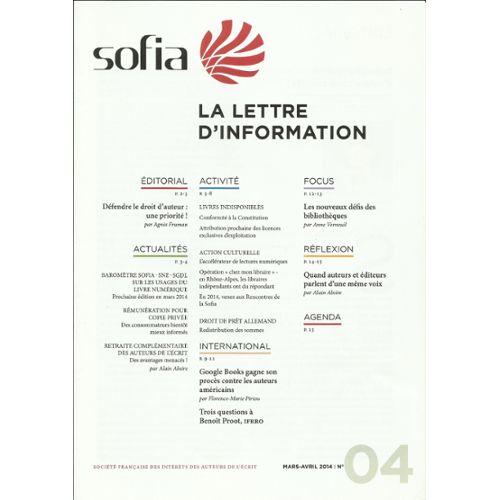 sofia
LA LETTRE
D'INFORMATION
ÉDITORIAL
P. 2-3
Défendre le droit d'auteur :
une priorité !
par Agnès Fruman
ACTUALITÉS
P. 3-4
BAROMÈTRE SOFIA-SNE-SGDL
SUR LES USAGES DU
LIVRE NUMÉRIQUE
Prochaine édition en mars 2014
RÉMUNÉRATION POUR
COPIE PRIVÉE
Des consommateurs bientôt
mieux informés
RETRAITE COMPLÉMENTAIRE
DES AUTEURS DE L'ÉCRIT
Des avantages menacés !
par Alain Absire
ACTIVITÉ
P. 5-8
LIVRES INDISPONIBLES
Conformité à la Constitution
Attribution prochaine des licences
exclusives d'exploitation
ACTION CULTURELLE
L'accélérateur de lectures numériques
Opération « chez mon libraire » -
en Rhône-Alpes, les libraires
indépendants ont du répondant
En 2014, venez aux Rencontres de
la Sofia
DROIT DE PRÊT ALLEMAND
Redistribution des sommes
INTERNATIONAL
P. 9-11
Google Books gagne son
procès contre les auteurs
américains
par Florence-Marie Piriou
Trois questions à
Benoît Proot, IFRRO
FOCUS
P. 12-13
Les nouveaux défis des
bibliothèques
par Anne Verneuil
RÉFLEXION
P. 14-15
Quand auteurs et éditeurs
parlent d'une même voix
par Alain Absire
AGENDA
P. 15
SOCIÉTÉ FRANÇAISE DES INTÉRÊTS DES AUTEURS DE L'ÉCRIT
MARS-AVRIL 2014 : N°
04